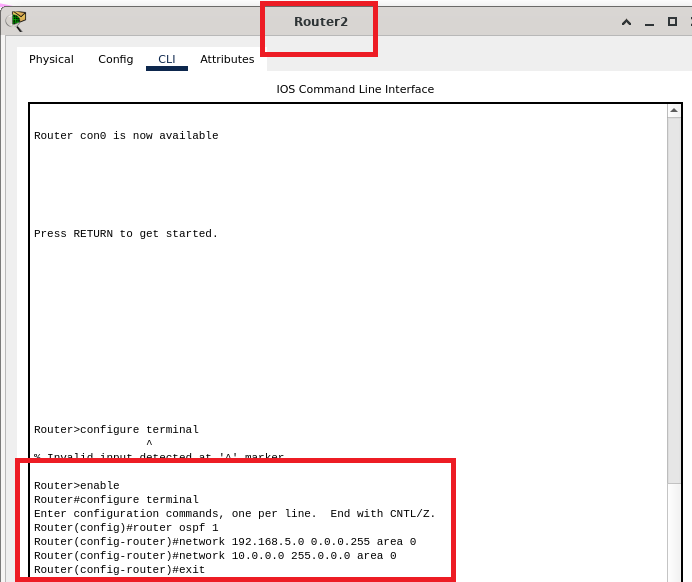 Router2
Physical Config CLI Attributes
IOS Command Line Interface
Router con0 is now available
Press RETURN to get started.
Router>configure terminal
^
% Invalid input detected at '^' marker
Router>enable
Router#configure terminal
Enter configuration commands, one per line.  End with CNTL/Z.
Router(config)#router ospf 1
Router(config-router)#network 192.168.5.0 0.0.0.255 area 0
Router(config-router)#network 10.0.0.0 255.0.0.0 area 0
Router(config-router)#exit